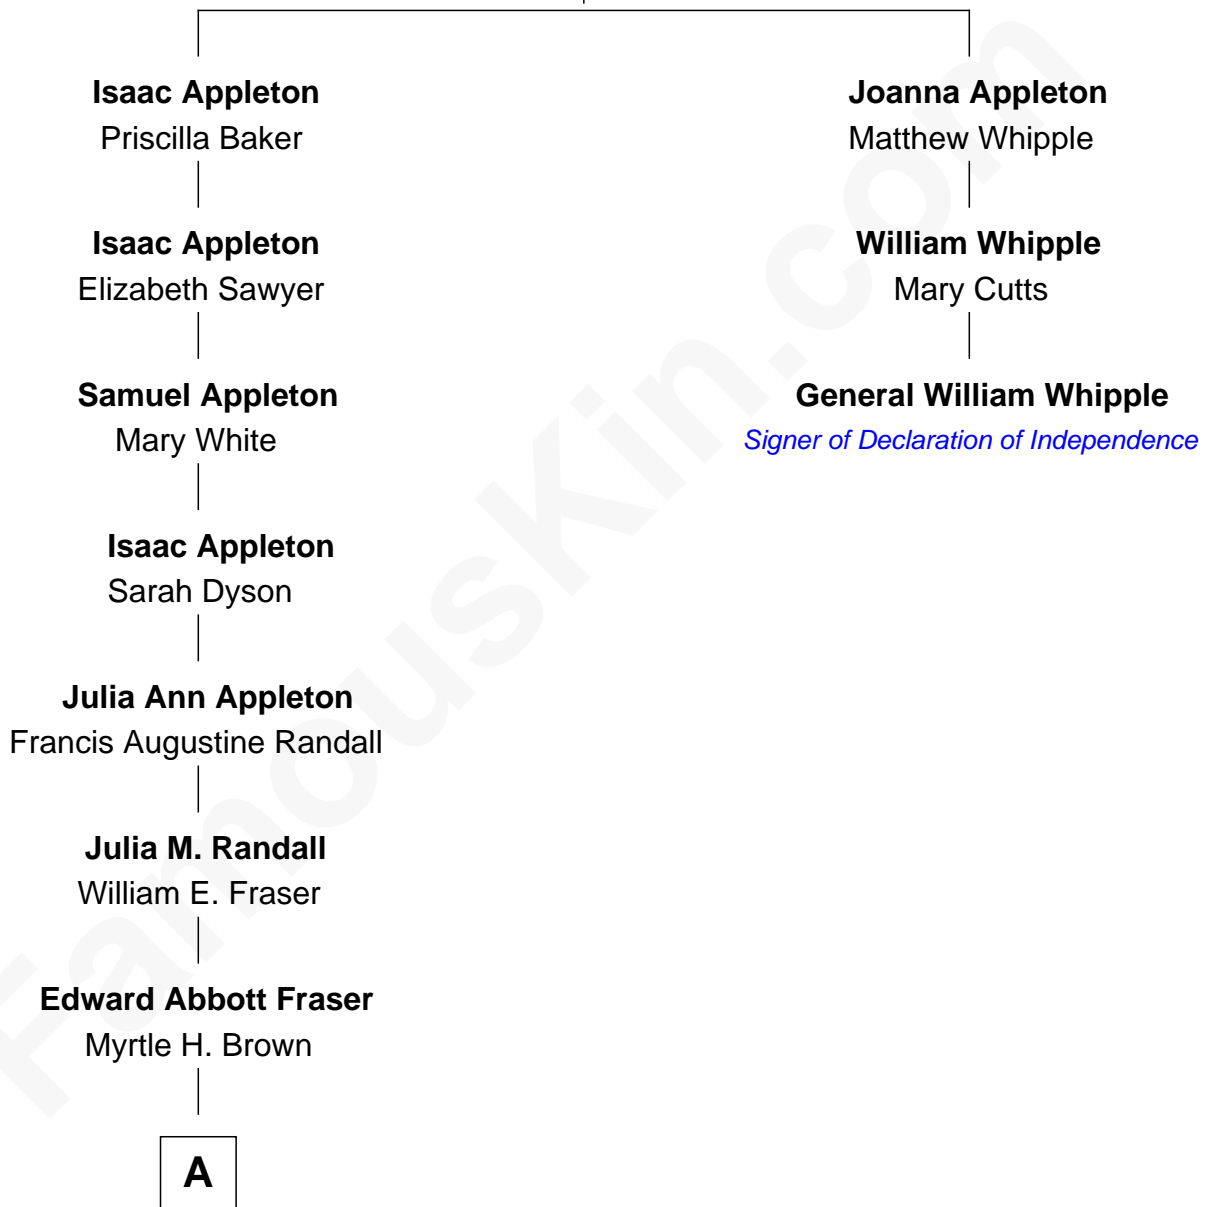 Isaac Appleton
Priscilla Baker
Joanna Appleton
Matthew Whipple
Isaac Appleton
Elizabeth Sawyer
William Whipple
Mary Cutts
Samuel Appleton
Mary White
General William Whipple
Signer of Declaration of Independence
Isaac Appleton
Sarah Dyson
Julia Ann Appleton
Francis Augustine Randall
Julia M. Randall
William E. Fraser
Edward Abbott Fraser
Myrtle H. Brown
A
FamousKin.com